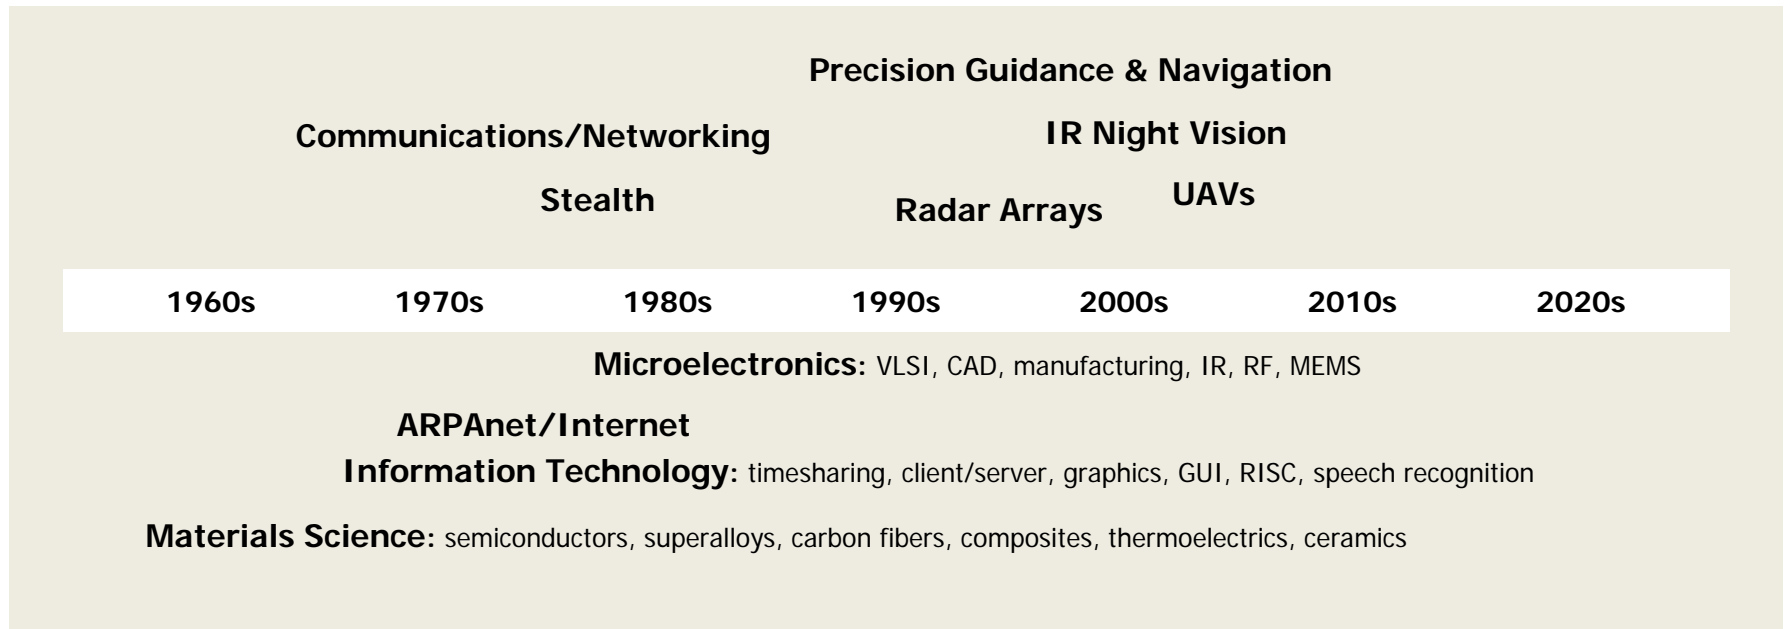 Precision Guidance & Navigation
Communications/Networking
IR Night Vision
Stealth
Radar Arrays
UAVs
1960s 1970s 1980s 1990s 2000s 2010s 2020s
Microelectronics: VLSI, CAD, manufacturing, IR, RF, MEMS
ARPAnet/Internet
Information Technology: timesharing, client/server, graphics, GUI, RISC, speech recognition
Materials Science: semiconductors, superalloys, carbon fibers, composites, thermoelectrics, ceramics